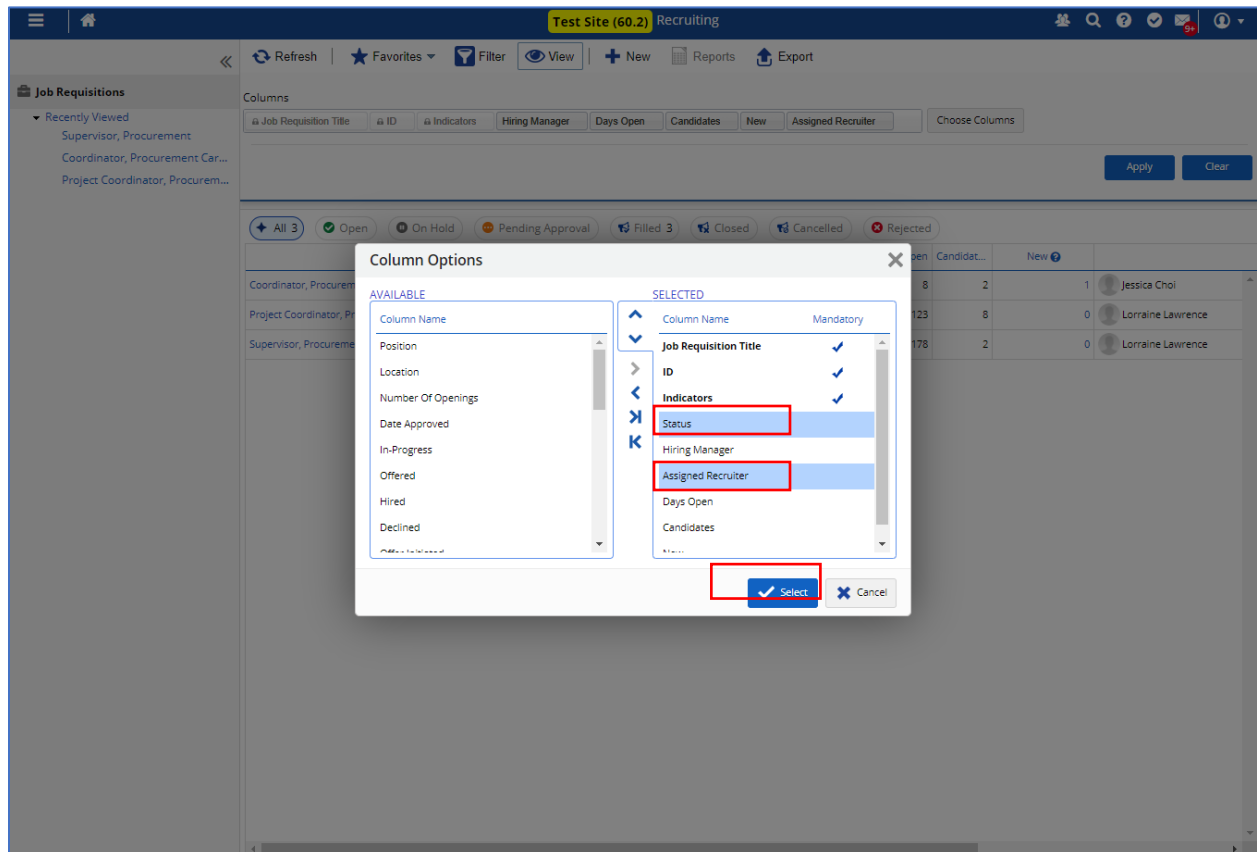 Test Site (60.2) Recruiting
9+
Refresh Favorites Filter View New Reports Export
Job Requisitions
Recently Viewed
Supervisor, Procurement
Coordinator, Procurement Car...
Project Coordinator, Procurem...
Columns
Job Requisition Title ID Indicators Hiring Manager Days Open Candidates New Assigned Recruiter Choose Columns
Apply Clear
All 3 Open On Hold Pending Approval Filled 3 Closed Cancelled Rejected
Candidat... New
Coordinator, Procurem 8 2 1 Jessica Choi
Project Coordinator, Pr 123 8 0 Lorraine Lawrence
Supervisor, Procureme 178 2 0 Lorraine Lawrence
Column Options
AVAILABLE
Column Name
Position
Location
Number Of Openings
Date Approved
In-Progress
Offered
Hired
Declined
SELECTED
Column Name Mandatory
Job Requisition Title
ID
Indicators
Status
Hiring Manager
Assigned Recruiter
Days Open
Candidates
Select Cancel